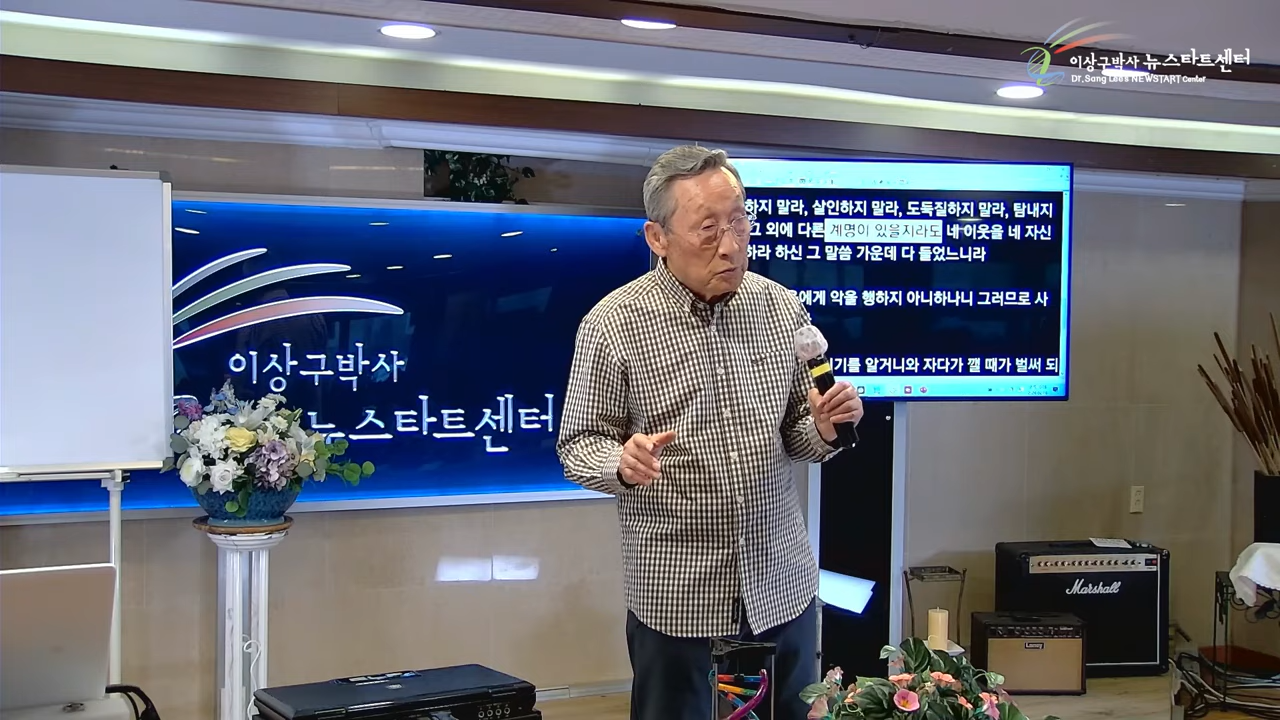 이상구박사 뉴스타트센터
Dr. Sang Lee's NEWSTART Center
하지 말라, 살인하지 말라, 도둑질하지 말라, 탐내지
그 외에 다른 계명이 있을지라도 네 이웃을 네 자신
하라 하신 그 말씀 가운데 다 들었느니라
에게 악을 행하지 아니하나니 그러므로 사
기를 알거니와 자다가 깰 때가 벌써 되
이상구박사
뉴스타트센터
Marshall
Laney